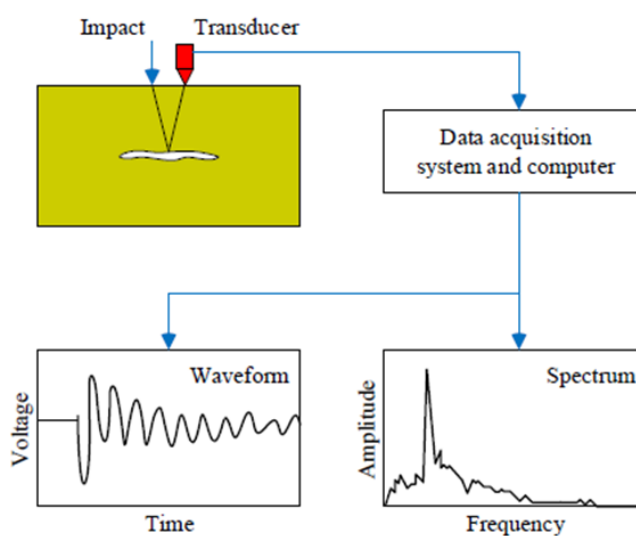 Impact
Transducer
Data acquisition
system and computer
Waveform
Voltage
Time
Spectrum
Amplitude
Frequency